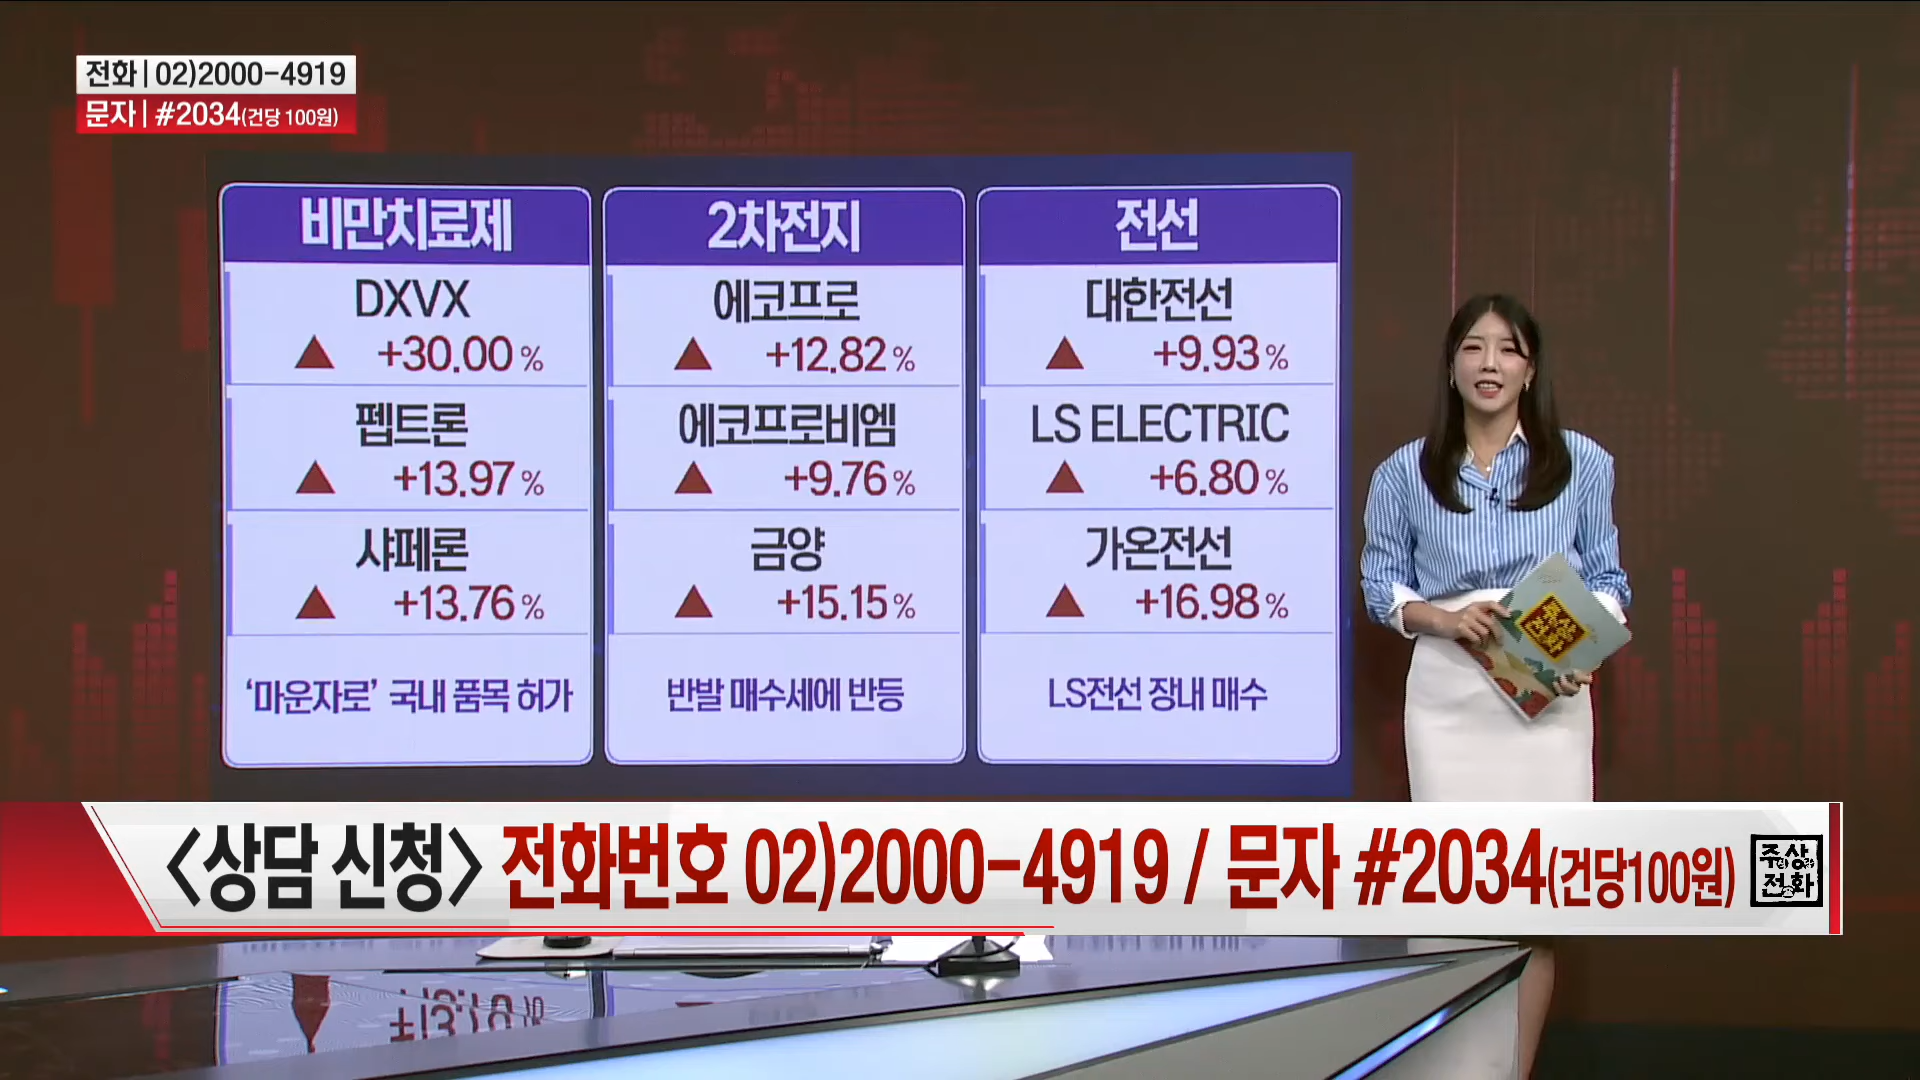 전화 | 02)2000-4919
문자 | #2034(건당 100원)
비만치료제
DXVX
▲ +30.00 %
펩트론
▲ +13.97 %
샤페론
▲ +13.76 %
‘마운자로’ 국내 품목 허가
2차전지
에코프로
▲ +12.82 %
에코프로비엠
▲ +9.76 %
금양
▲ +15.15 %
반발 매수세에 반등
전선
대한전선
▲ +9.93 %
LS ELECTRIC
▲ +6.80 %
가온전선
▲ +16.98 %
LS전선 장내 매수
<상담 신청> 전화번호 02)2000-4919 / 문자 #2034(건당100원)
주상
전화